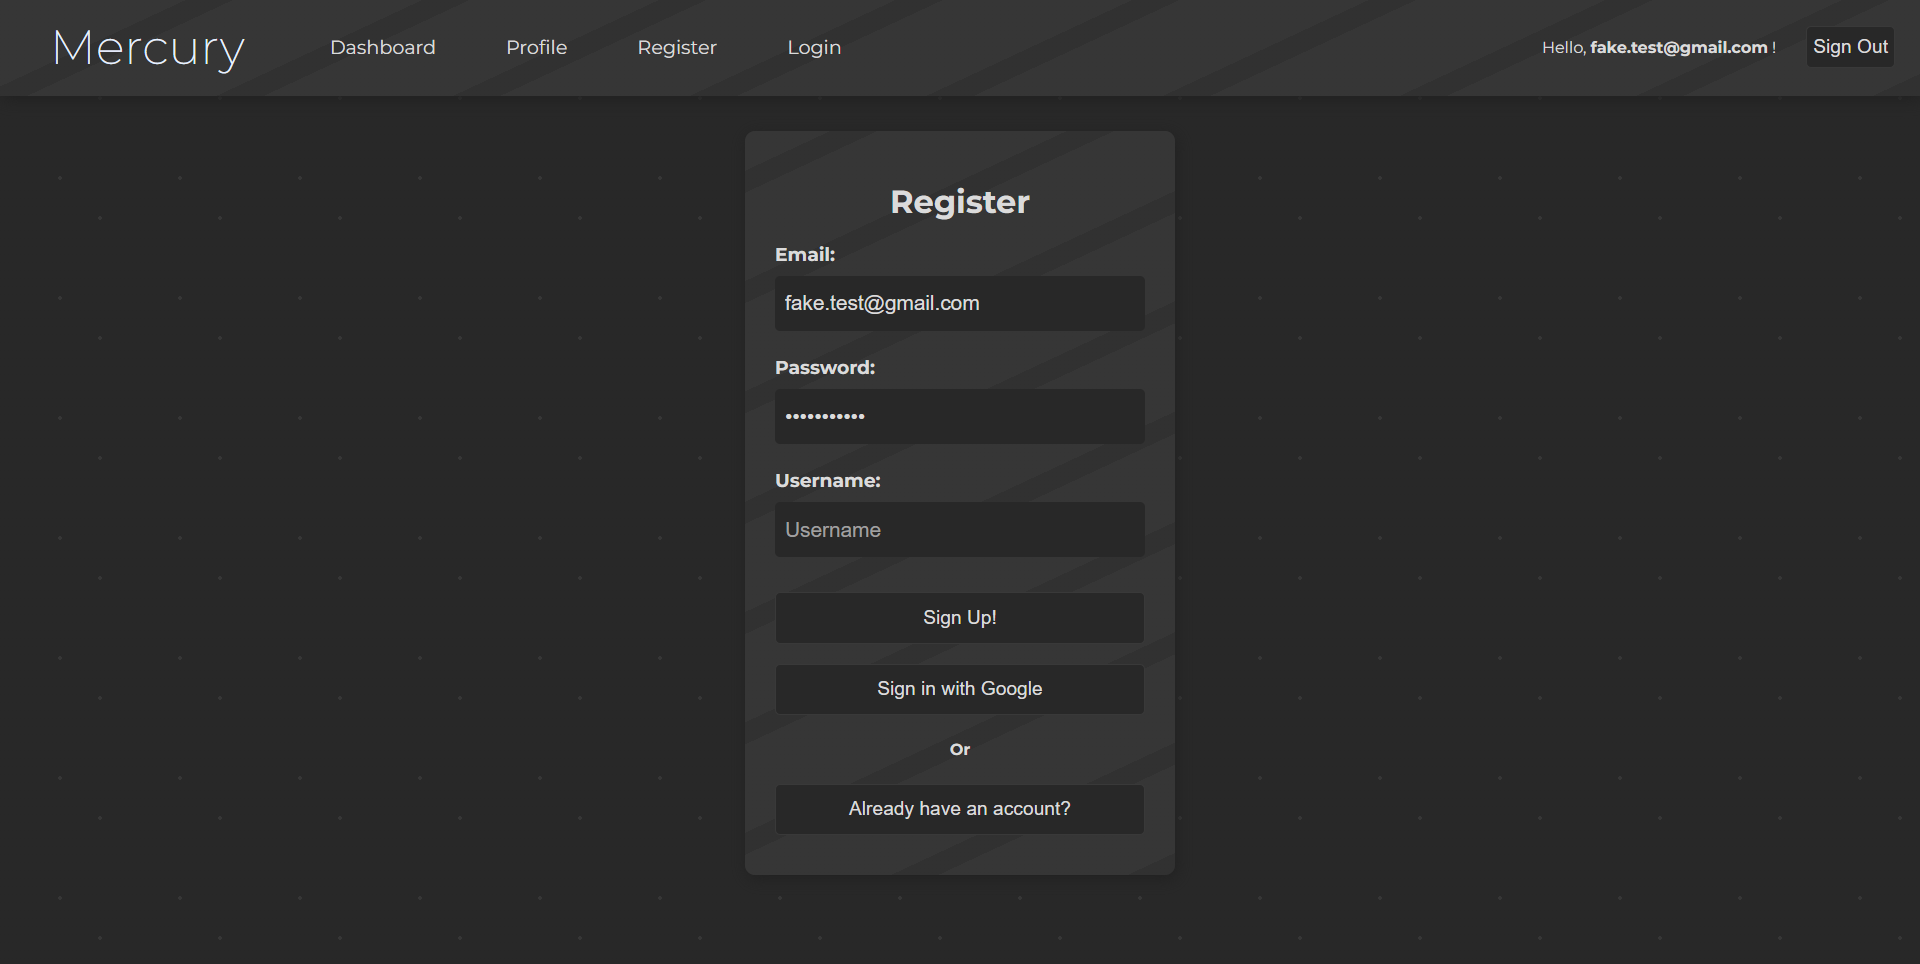 Mercury Dashboard Profile Register Login Hello, fake.test@gmail.com ! Sign Out
Register
Email:
fake.test@gmail.com
Password:
•••••••••••
Username:
Username
Sign Up!
Sign in with Google
Or
Already have an account?